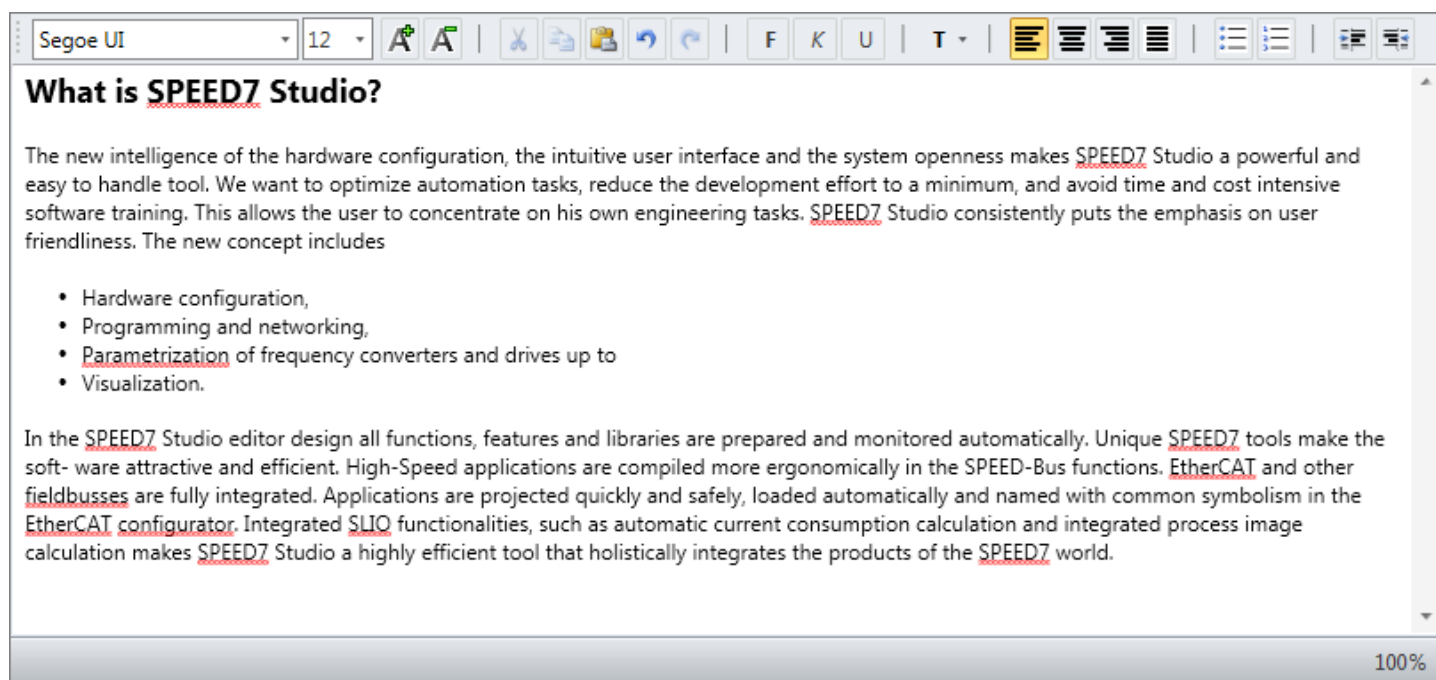 Segoe UI 12 A A F K U T
What is SPEED7 Studio?
The new intelligence of the hardware configuration, the intuitive user interface and the system openness makes SPEED7 Studio a powerful and
easy to handle tool. We want to optimize automation tasks, reduce the development effort to a minimum, and avoid time and cost intensive
software training. This allows the user to concentrate on his own engineering tasks. SPEED7 Studio consistently puts the emphasis on user
friendliness. The new concept includes
• Hardware configuration,
• Programming and networking,
• Parametrization of frequency converters and drives up to
• Visualization.
In the SPEED7 Studio editor design all functions, features and libraries are prepared and monitored automatically. Unique SPEED7 tools make the
soft- ware attractive and efficient. High-Speed applications are compiled more ergonomically in the SPEED-Bus functions. EtherCAT and other
fieldbusses are fully integrated. Applications are projected quickly and safely, loaded automatically and named with common symbolism in the
EtherCAT configurator. Integrated SLIO functionalities, such as automatic current consumption calculation and integrated process image
calculation makes SPEED7 Studio a highly efficient tool that holistically integrates the products of the SPEED7 world.
100%